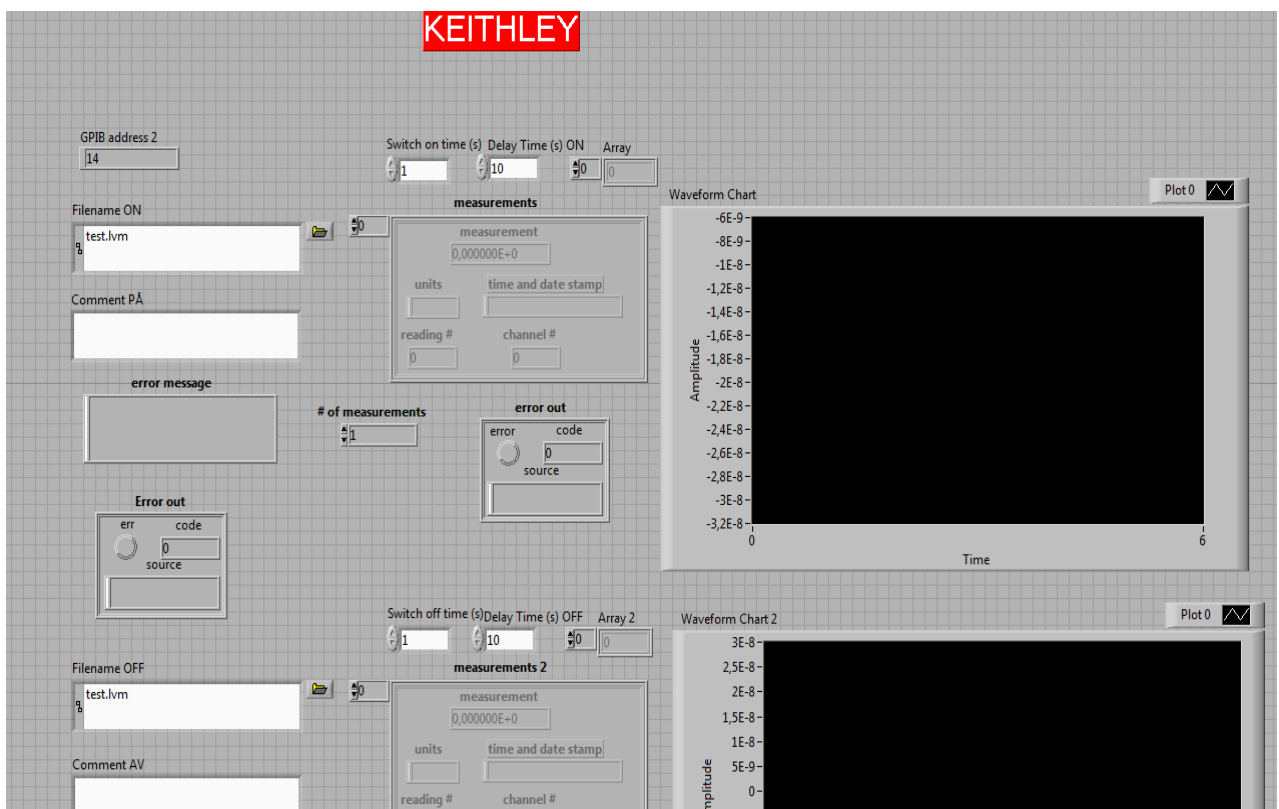 KEITHLEY
GPIB address 2
14
Switch on time (s) Delay Time (s) ON Array
1 10 0 0
Filename ON
test.lvm
0
measurements
measurement
0,000000E+0
units time and date stamp
reading # channel #
0 0
Comment PÅ
error message
# of measurements
1
error out
error code
0
source
Error out
err code
0
source
Waveform Chart
Plot 0
-6E-9
-8E-9
-1E-8
-1,2E-8
-1,4E-8
-1,6E-8
-1,8E-8
-2E-8
-2,2E-8
-2,4E-8
-2,6E-8
-2,8E-8
-3E-8
-3,2E-8
Amplitude
0 6
Time
Switch off time (s) Delay Time (s) OFF Array 2
1 10 0 0
Filename OFF
test.lvm
0
measurements 2
measurement
0,000000E+0
units time and date stamp
reading # channel #
Comment AV
Waveform Chart 2
Plot 0
3E-8
2,5E-8
2E-8
1,5E-8
1E-8
5E-9
0